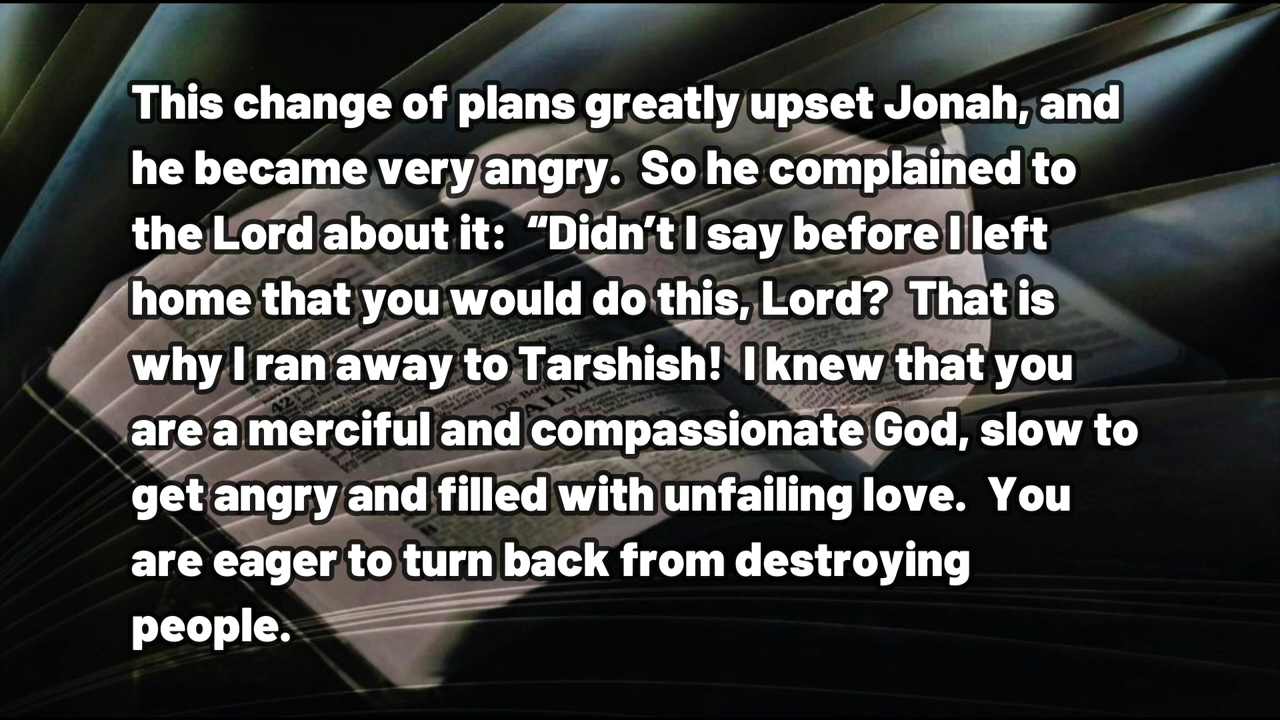 This change of plans greatly upset Jonah, and
he became very angry.  So he complained to
the Lord about it:  “Didn’t I say before I left
home that you would do this, Lord?  That is
why I ran away to Tarshish!  I knew that you
are a merciful and compassionate God, slow to
get angry and filled with unfailing love.  You
are eager to turn back from destroying
people.
42